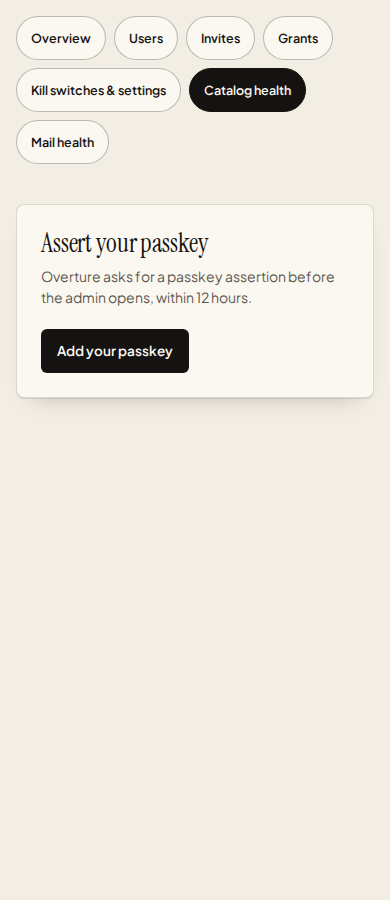 Overview Users Invites Grants
Kill switches & settings Catalog health
Mail health
Assert your passkey
Overture asks for a passkey assertion before
the admin opens, within 12 hours.
Add your passkey